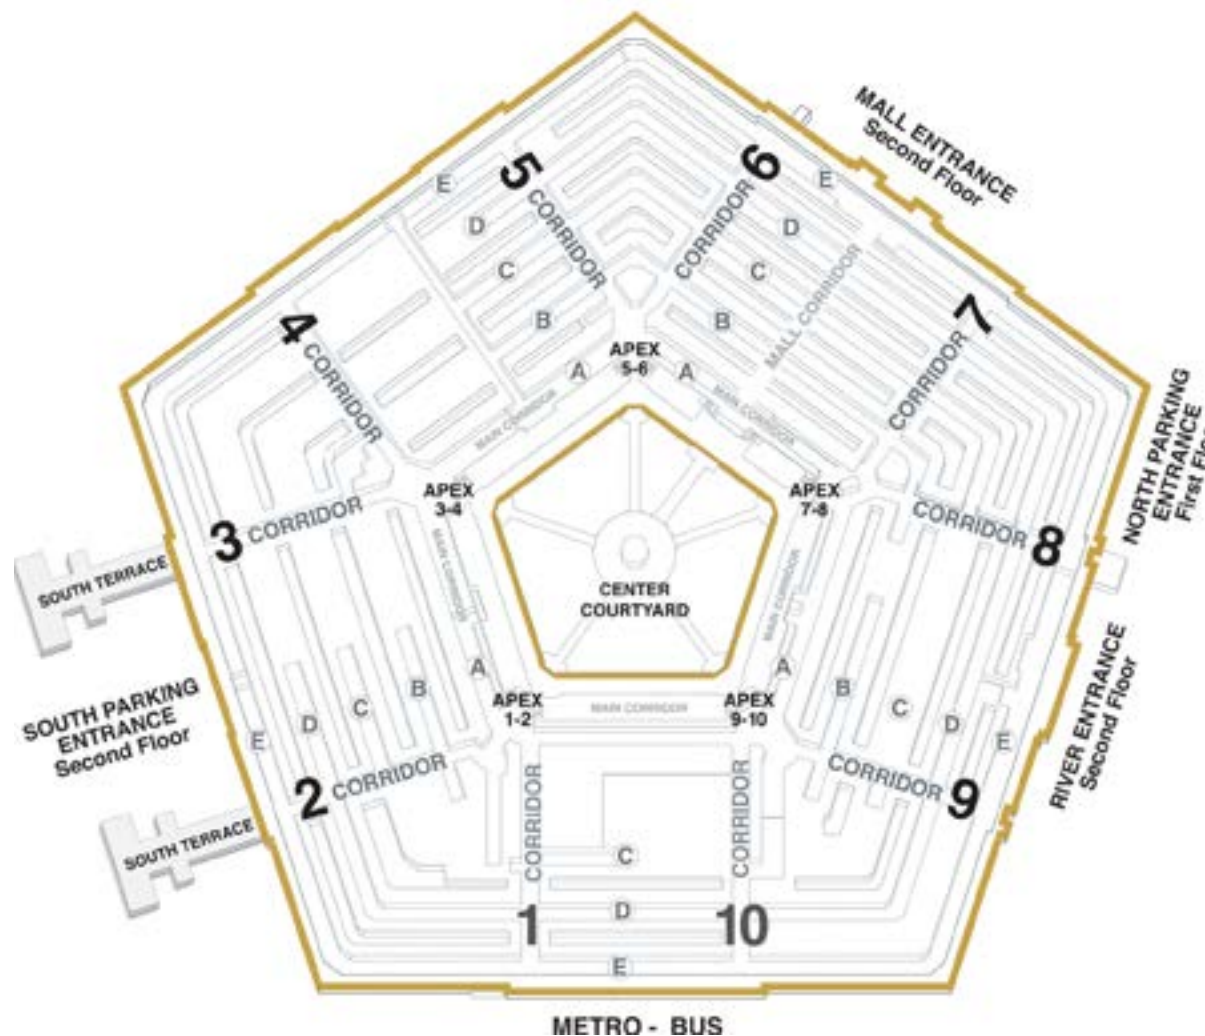 MALL ENTRANCE
Second Floor
5
6
CORRIDOR
CORRIDOR
E
E
D
D
C
C
B
B
A
A
MALL CORRIDOR
4
CORRIDOR
7
CORRIDOR
APEX
5-6
MAIN CORRIDOR
MAIN CORRIDOR
NORTH PARKING
ENTRANCE
First Floo
APEX
3-4
APEX
7-8
3
CORRIDOR
CORRIDOR
8
MAIN CORRIDOR
MAIN CORRIDOR
SOUTH TERRACE
CENTER
COURTYARD
SOUTH PARKING
ENTRANCE
Second Floor
RIVER ENTRANCE
Second Floor
E
D
C
B
A
A
B
C
D
E
APEX
1-2
MAIN CORRIDOR
APEX
9-10
2
CORRIDOR
CORRIDOR
9
SOUTH TERRACE
CORRIDOR
CORRIDOR
C
D
E
1
10
METRO - BUS